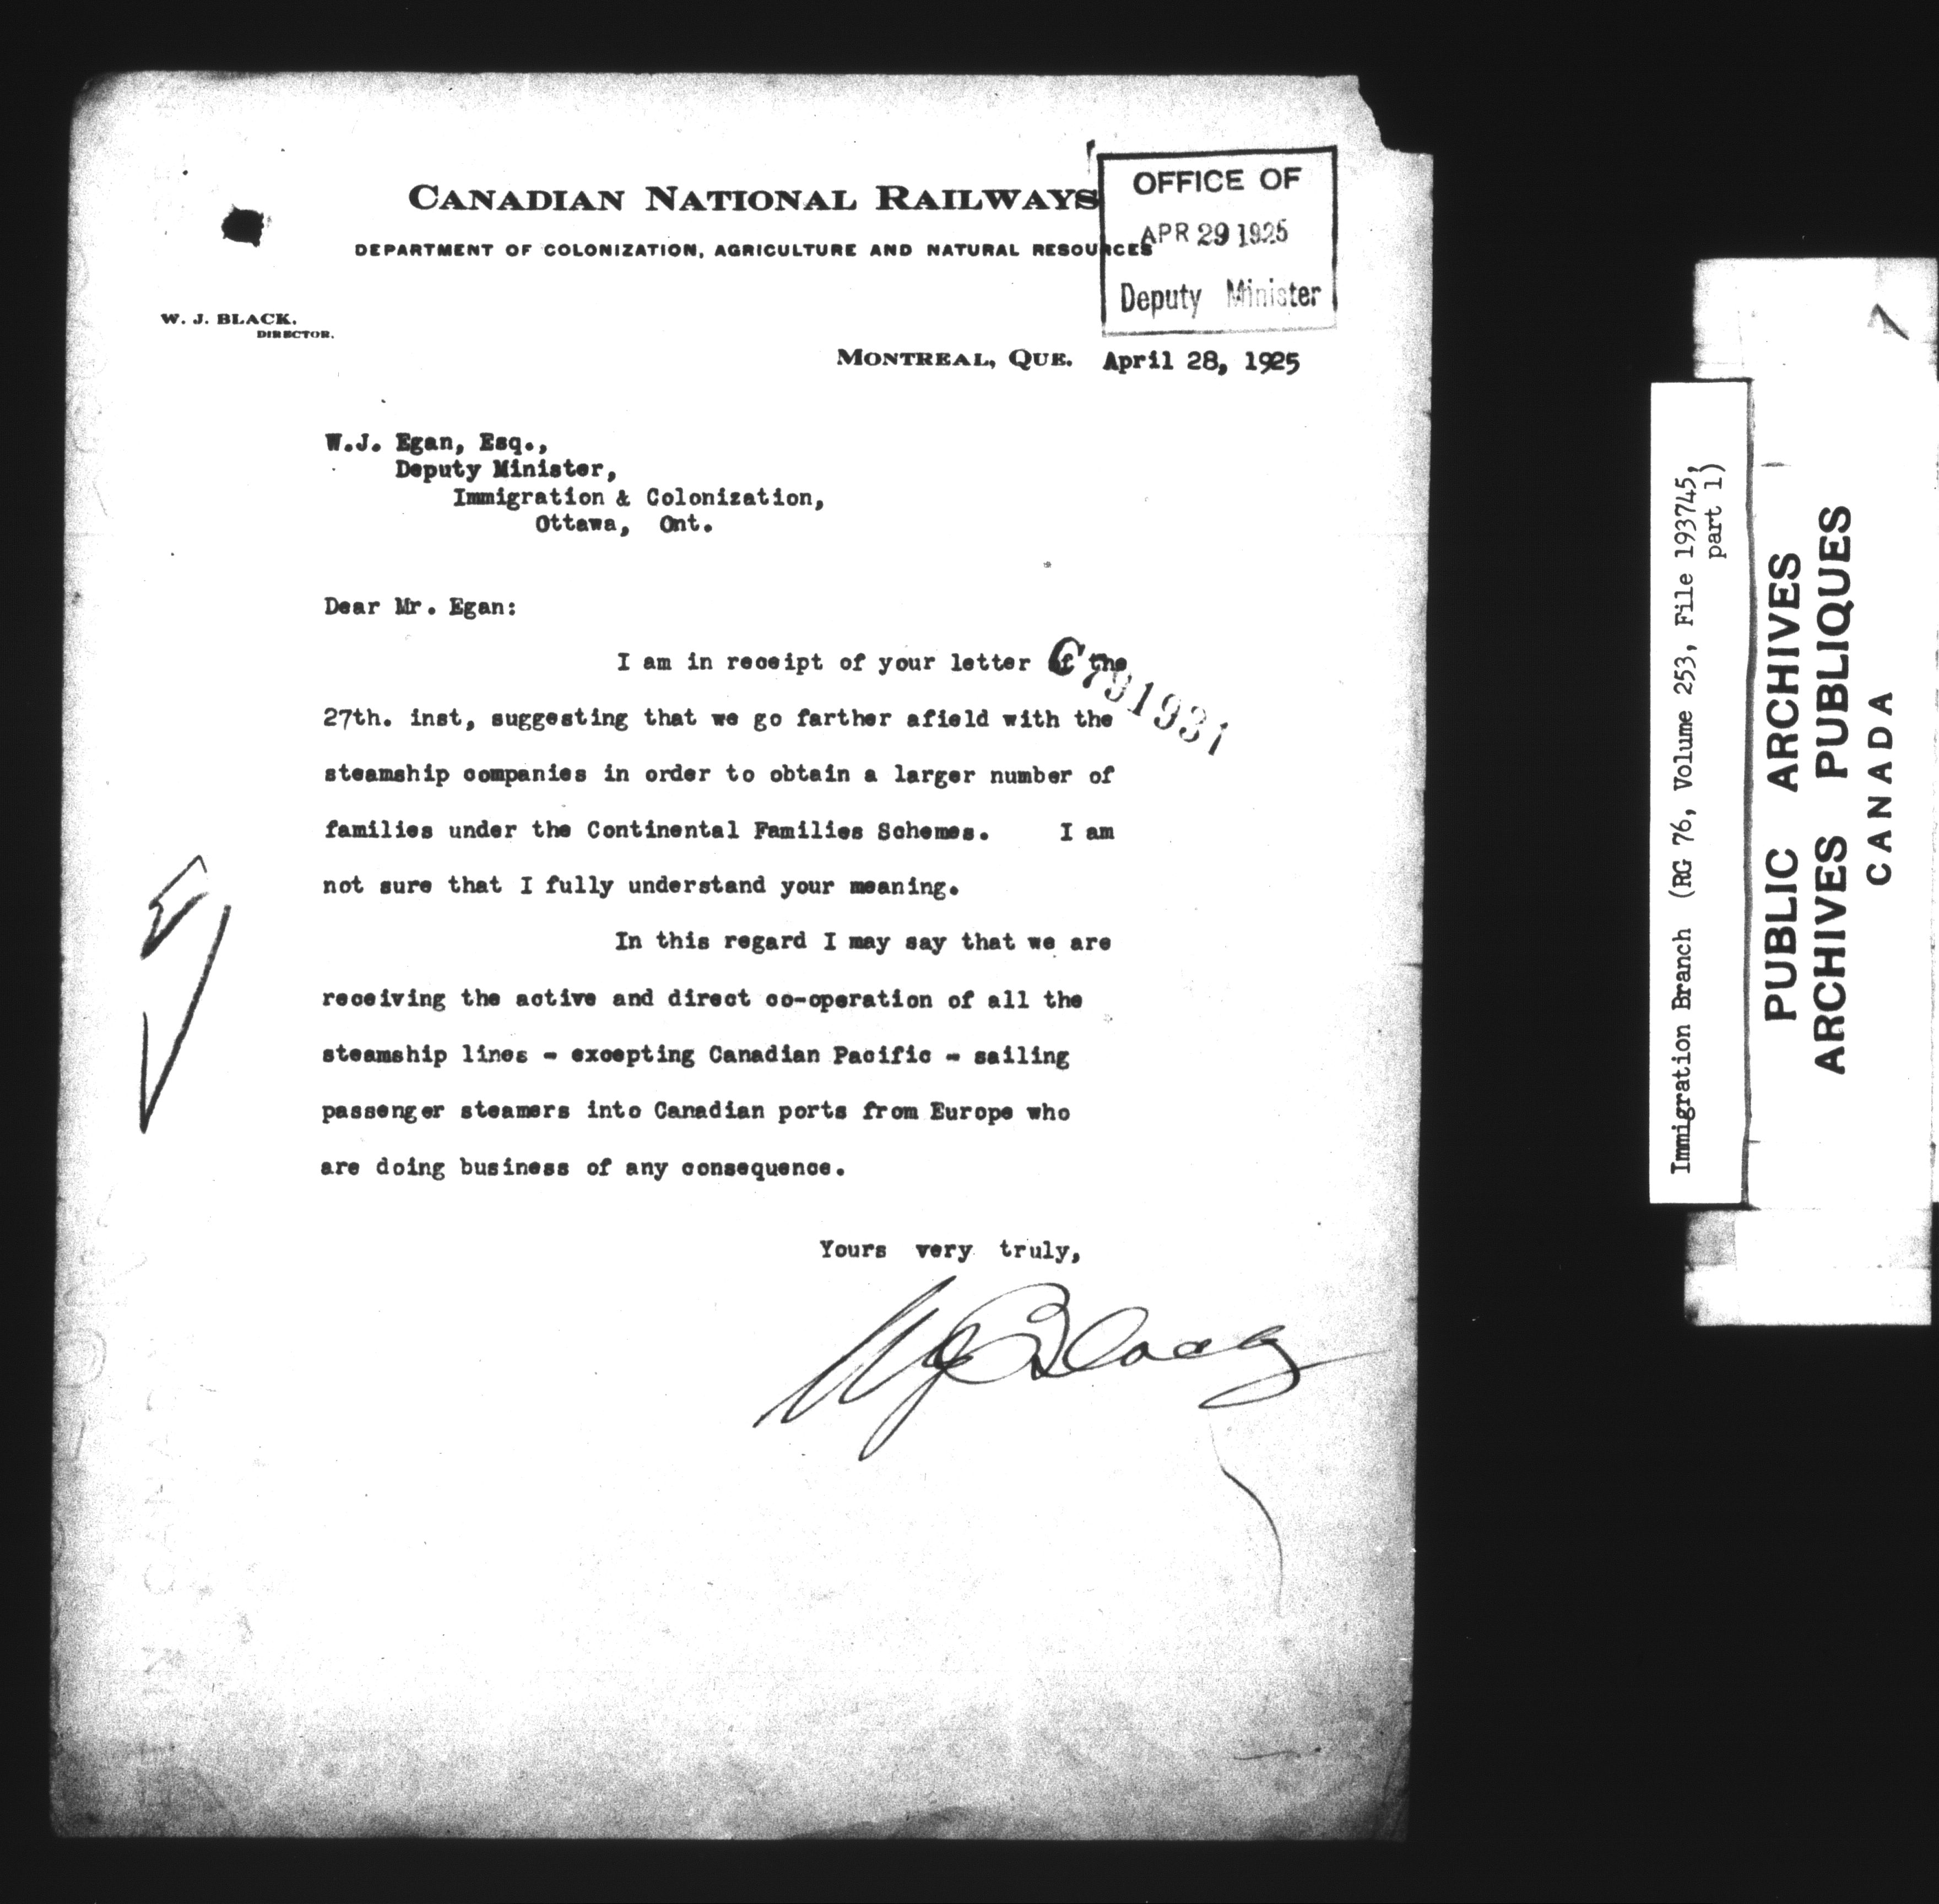 CANADIAN NATIONAL RAILWAYS
DEPARTMENT OF COLONIZATION, AGRICULTURE AND NATURAL RESOURCES
OFFICE OF
APR 29 1925
Deputy Minister
W. J. BLACK.
DIRECTOR.
MONTREAL, QUE. April 28, 1925
W.J. Egan, Esq.,
Deputy Minister,
Immigration & Colonization,
Ottawa, Ont.
Dear Mr. Egan:
I am in receipt of your letter of the
C791931
27th. inst, suggesting that we go farther afield with the
steamship companies in order to obtain a larger number of
families under the Continental Families Schemes. I am
not sure that I fully understand your meaning.
In this regard I may say that we are
receiving the active and direct co-operation of all the
steamship lines - excepting Canadian Pacific - sailing
passenger steamers into Canadian ports from Europe who
are doing business of any consequence.
Yours very truly,
WJ Black
Immigration Branch (RG 76, Volume 253, File 193745,
part 1)
PUBLIC ARCHIVES
ARCHIVES PUBLIQUES
CANADA